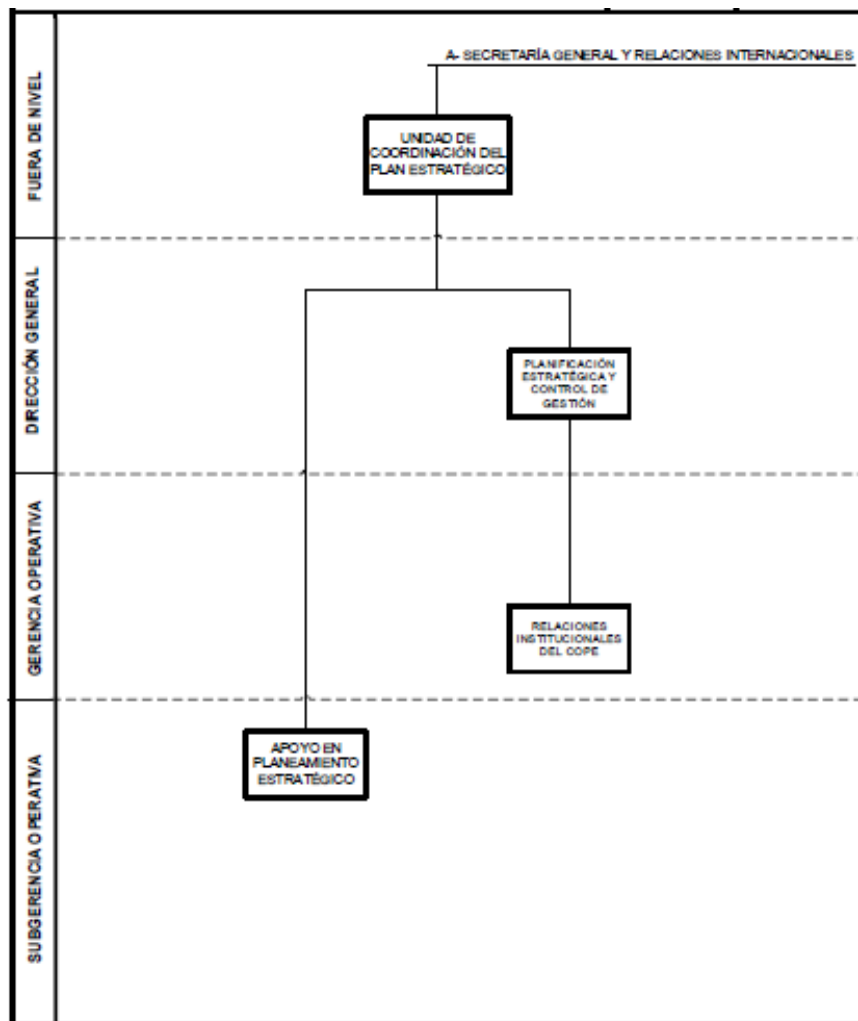 A- SECRETARÍA GENERAL Y RELACIONES INTERNACIONALES
FUERA DE NIVEL
UNIDAD DE
COORDINACIÓN DEL
PLAN ESTRATÉGICO
DIRECCIÓN GENERAL
PLANIFICACIÓN
ESTRATÉGICA Y
CONTROL DE
GESTIÓN
GERENCIA OPERATIVA
RELACIONES
INSTITUCIONALES
DEL COPE
SUBGERENCIA OPERATIVA
APOYO EN
PLANEAMIENTO
ESTRATÉGICO